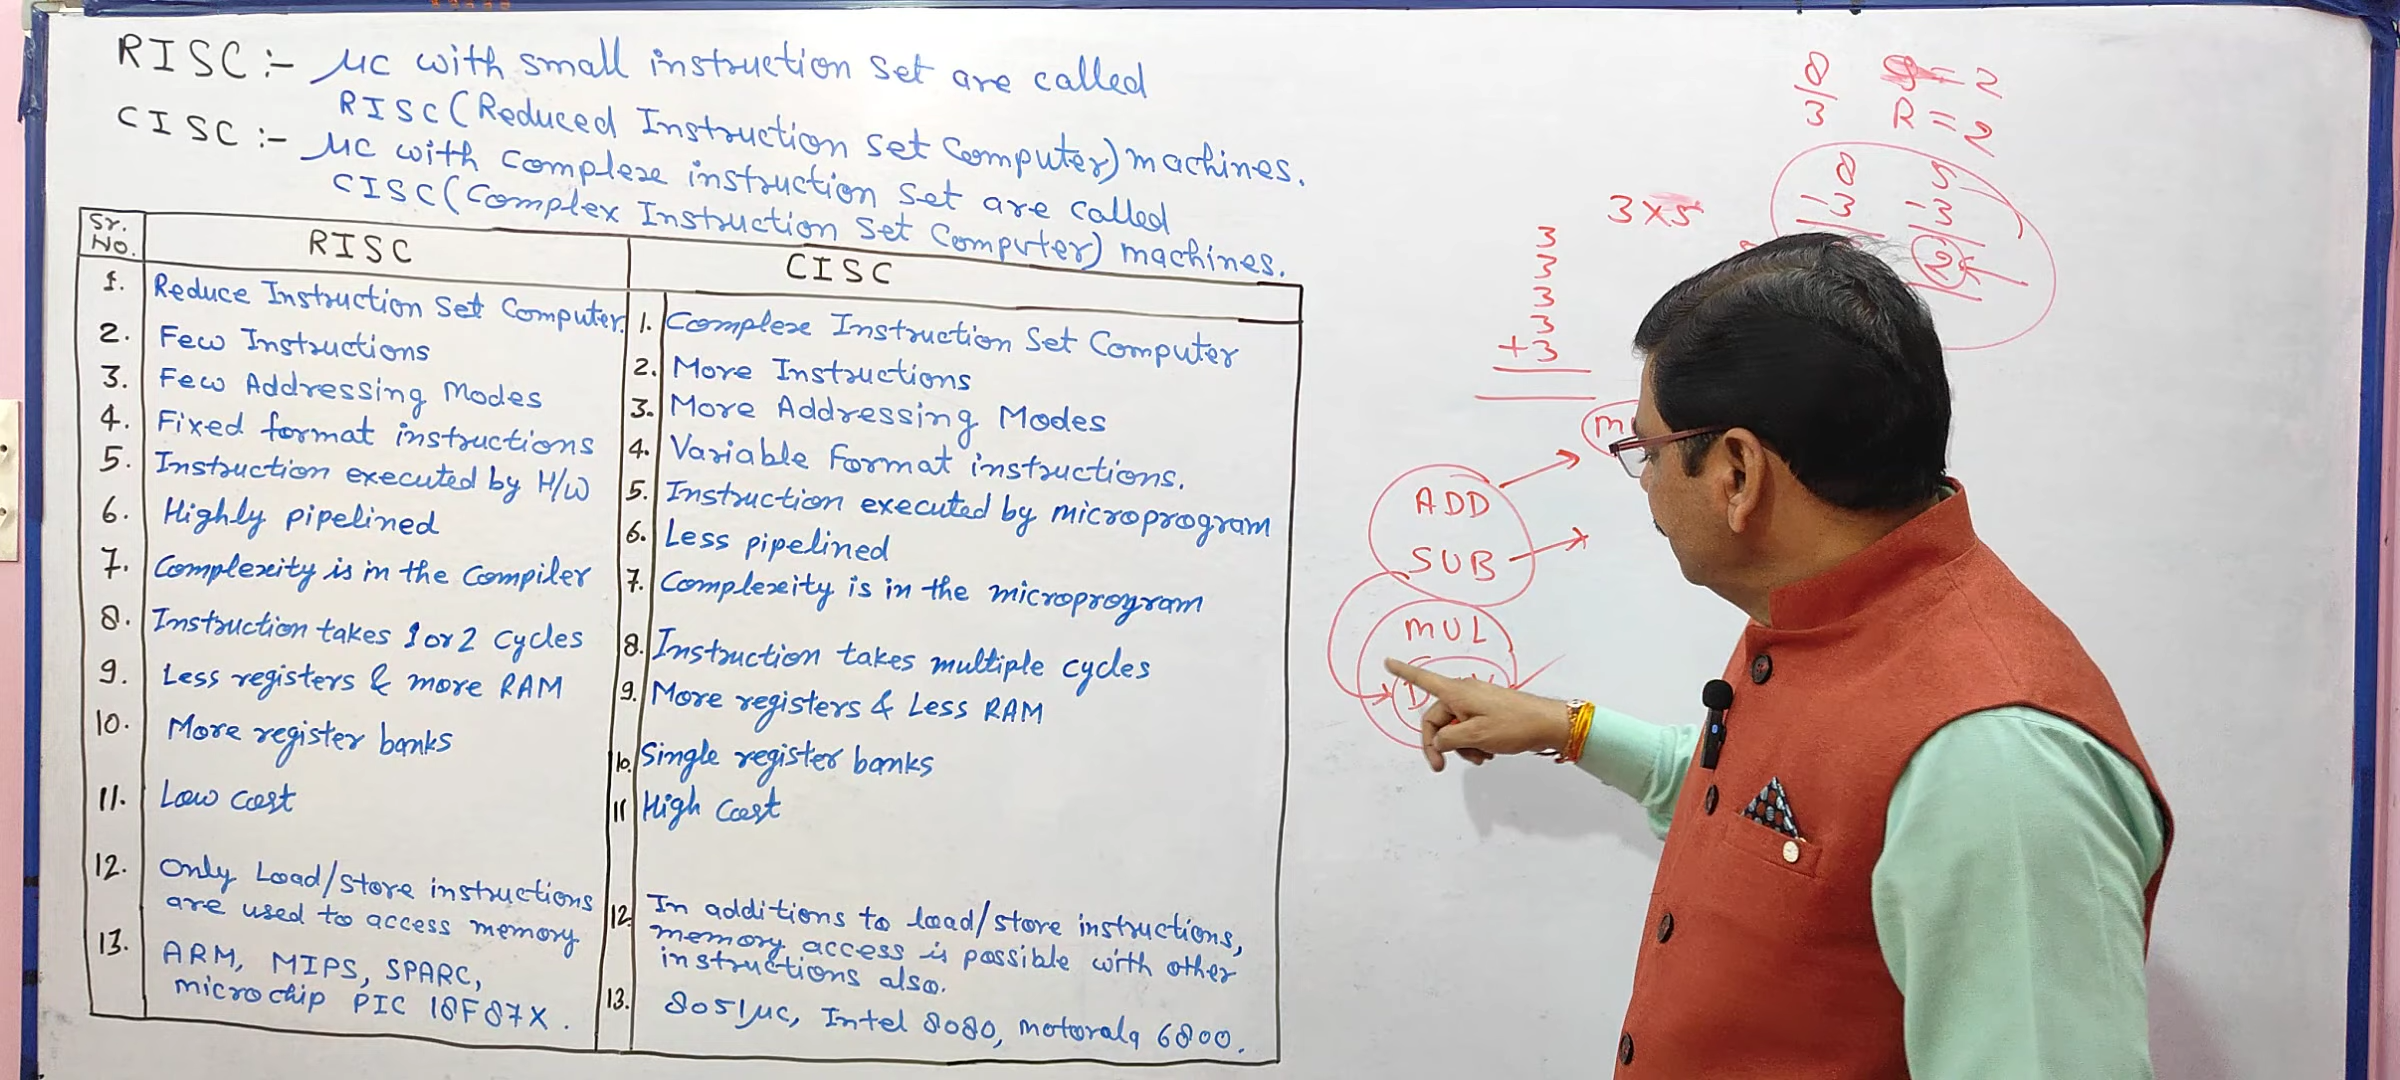 RISC :- μc with small instruction set are called
RISC (Reduced Instruction set Computer) machines.
CISC :- μc with complex instruction set are called
CISC (Complex Instruction Set Computer) machines.
Sr. No. RISC CISC
1. Reduce Instruction Set Computer. 1. Complex Instruction Set Computer
2. Few Instructions 2. More Instructions
3. Few Addressing Modes 3. More Addressing Modes
4. Fixed format instructions 4. Variable format instructions.
5. Instruction executed by H/W 5. Instruction executed by microprogram
6. Highly pipelined 6. Less pipelined
7. Complexity is in the Compiler 7. Complexity is in the microprogram
8. Instruction takes 1 or 2 cycles 8. Instruction takes multiple cycles
9. Less registers & more RAM 9. More registers & Less RAM
10. More register banks 10. Single register banks
11. Low cost 11 High Cost
12. Only Load/store instructions
are used to access memory
12. In additions to load/store instructions,
memory access is possible with other
instructions also.
13. ARM, MIPS, SPARC,
microchip PIC 18F87X.
13. 8051μc, Intel 8080, motorala 6800.
8
3
= 2
R = 2
8
- 3
5
- 3
2
3 x 5
3
3
3
3
+ 3
ADD
SUB
MUL